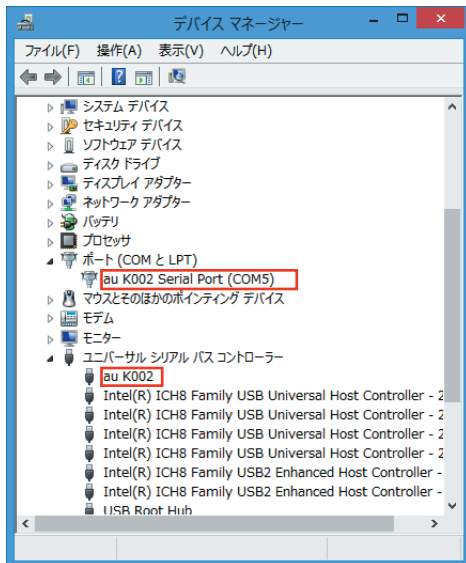 デバイス マネージャー
ファイル(F) 操作(A) 表示(V) ヘルプ(H)
システム デバイス
セキュリティ デバイス
ソフトウェア デバイス
ディスク ドライブ
ディスプレイ アダプター
ネットワーク アダプター
バッテリ
プロセッサ
ポート (COM と LPT)
au K002 Serial Port (COM5)
マウスとそのほかのポインティング デバイス
モデム
モニター
ユニバーサル シリアル バス コントローラー
au K002
Intel(R) ICH8 Family USB Universal Host Controller - 2
Intel(R) ICH8 Family USB Universal Host Controller - 2
Intel(R) ICH8 Family USB Universal Host Controller - 2
Intel(R) ICH8 Family USB Universal Host Controller - 2
Intel(R) ICH8 Family USB2 Enhanced Host Controller -
Intel(R) ICH8 Family USB2 Enhanced Host Controller -
USB Root Hub